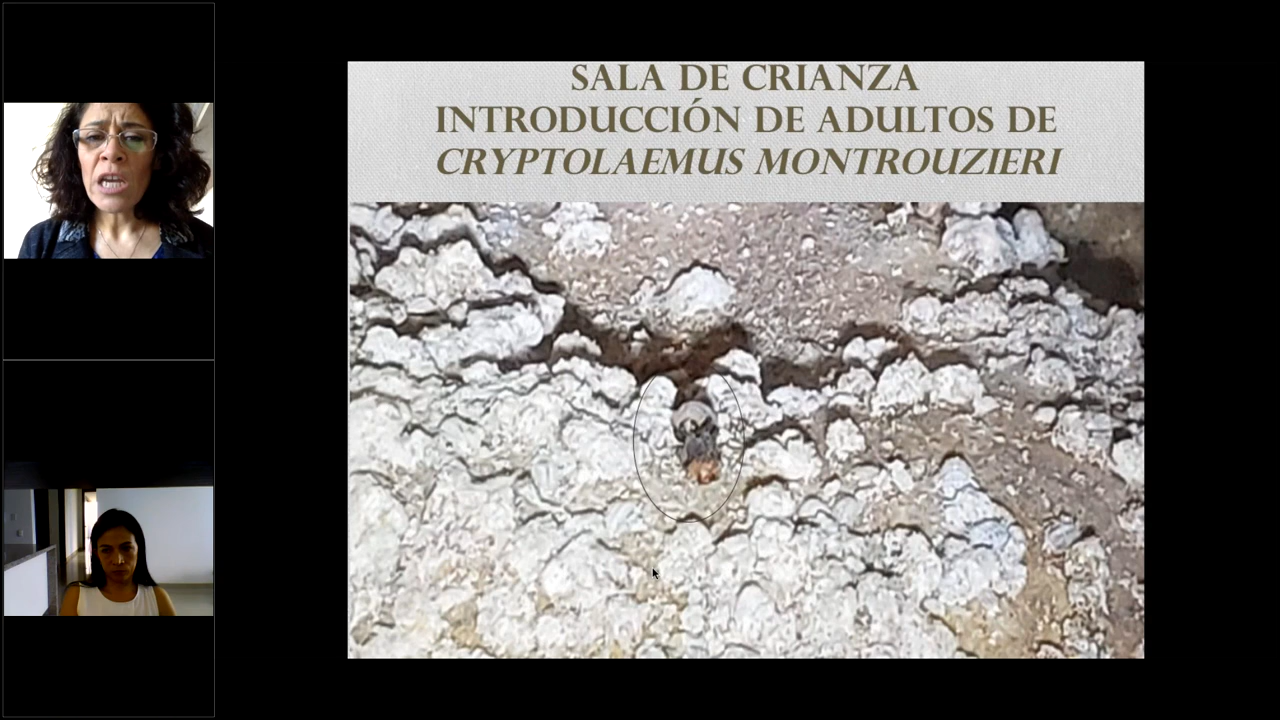 SALA DE CRIANZA
INTRODUCCIÓN DE ADULTOS DE
CRYPTOLAEMUS MONTROUZIERI